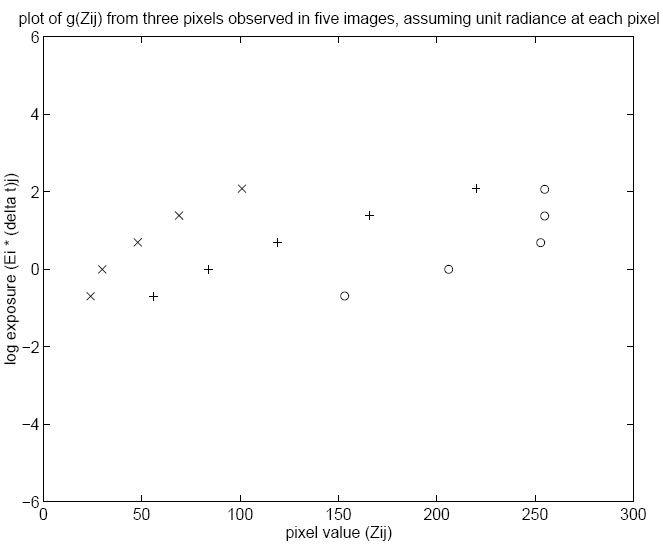 plot of g(Zij) from three pixels observed in five images, assuming unit radiance at each pixel
6
4
2
0
−2
−4
−6
log exposure (Ei * (delta t)j)
0 50 100 150 200 250 300
pixel value (Zij)